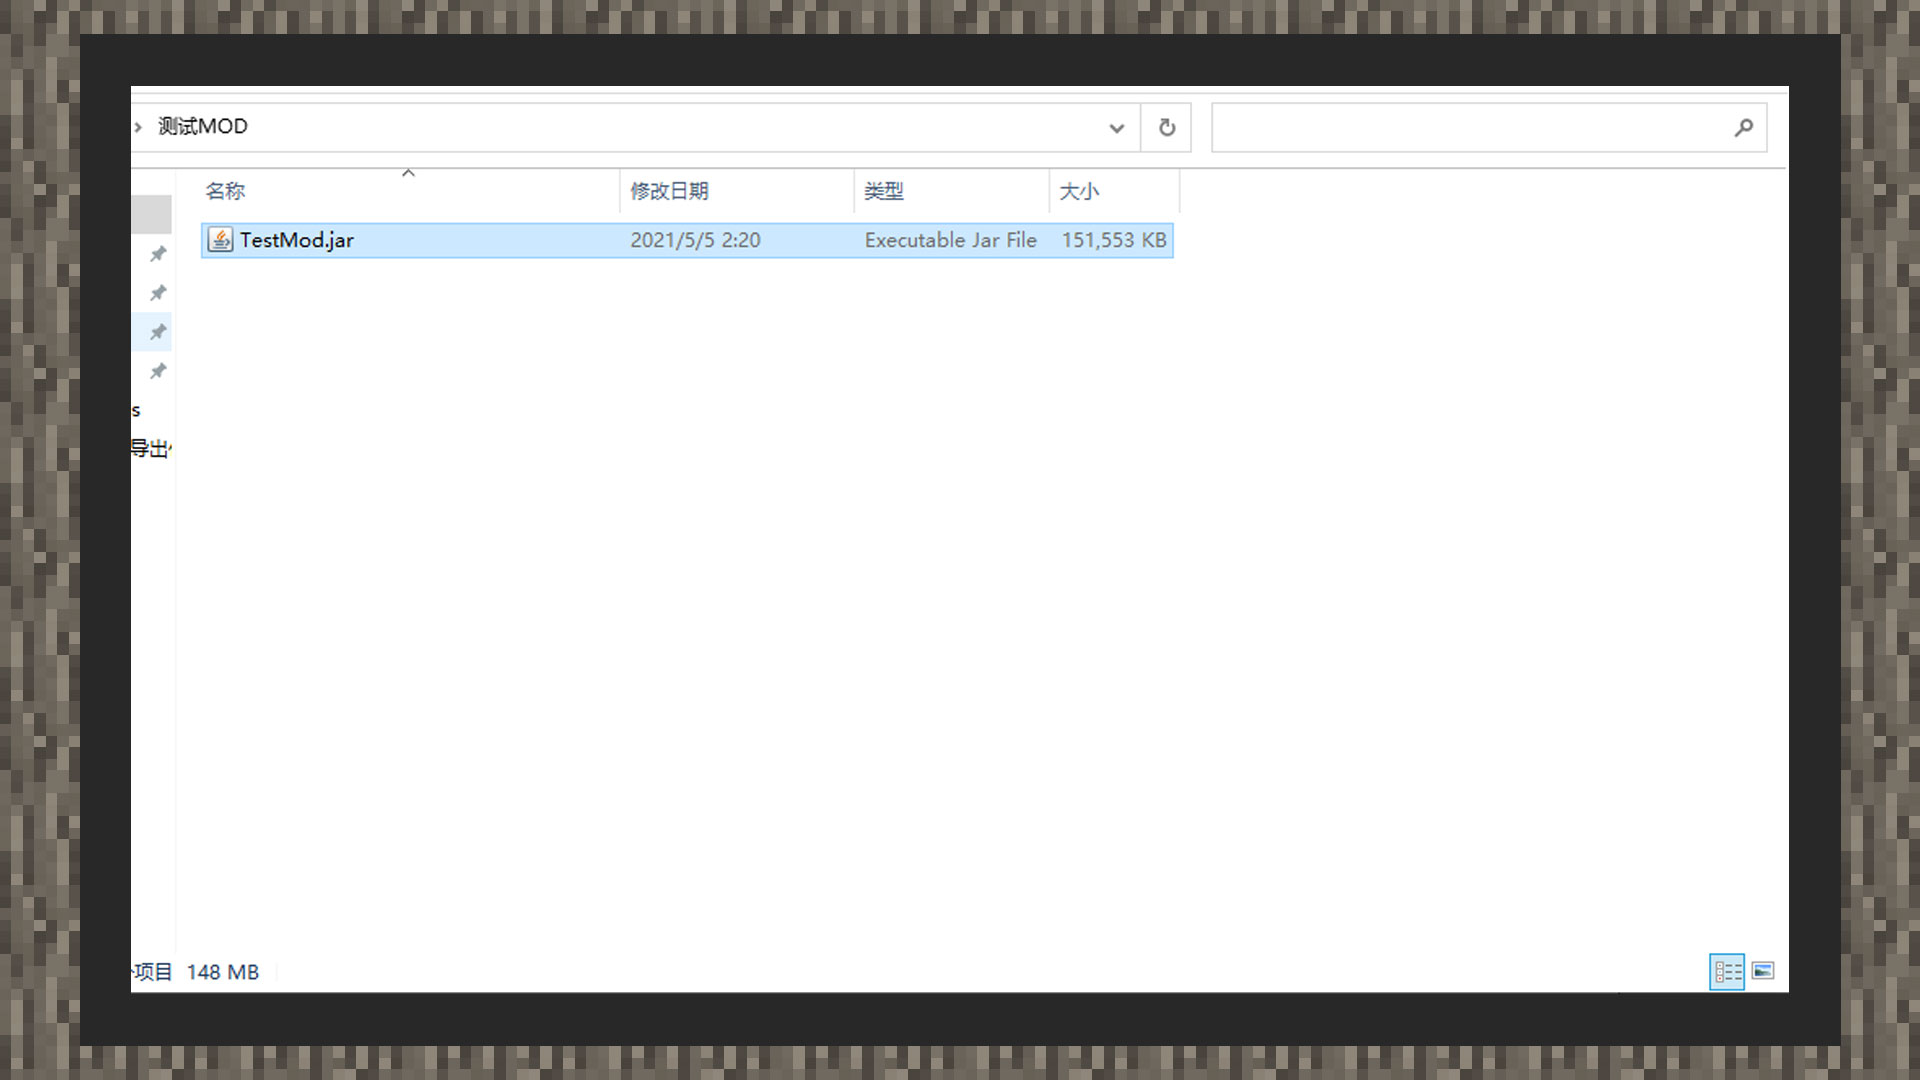 测试MOD
名称 修改日期 类型 大小
TestMod.jar 2021/5/5 2:20 Executable Jar File 151,553 KB
s
导出
项目 148 MB